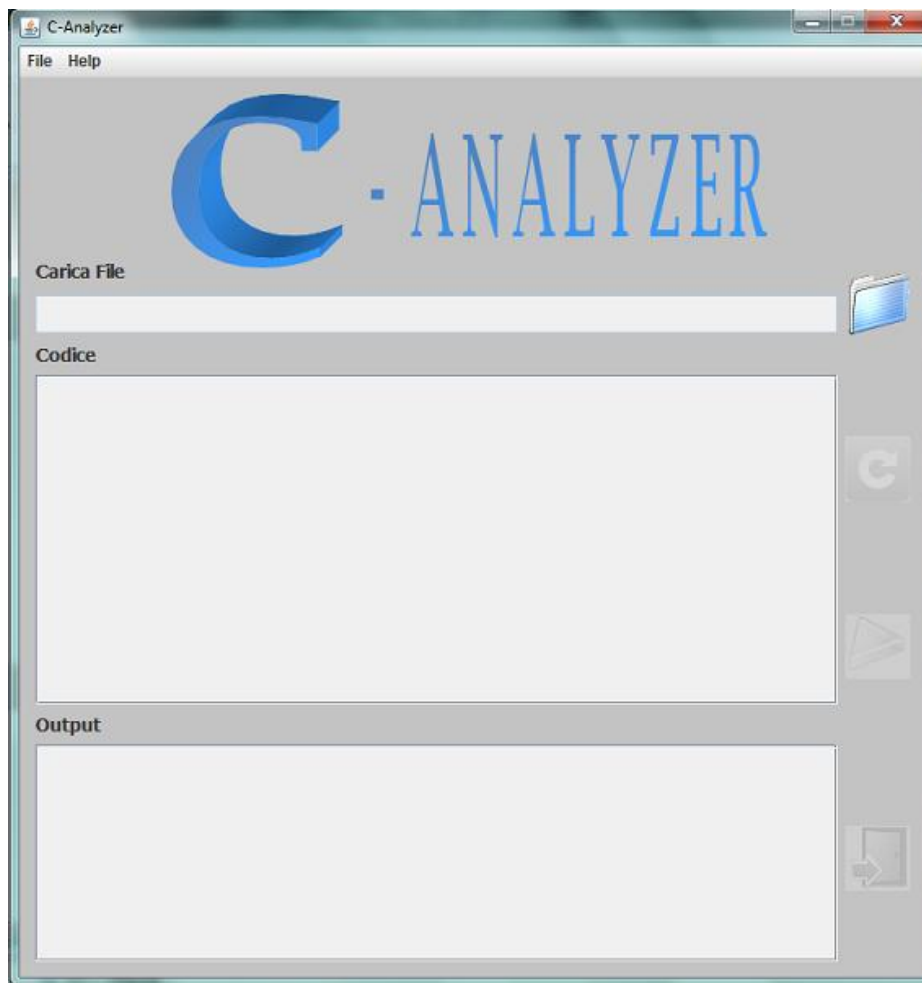 C-Analyzer
File Help
C - ANALYZER
Carica File
Codice
Output